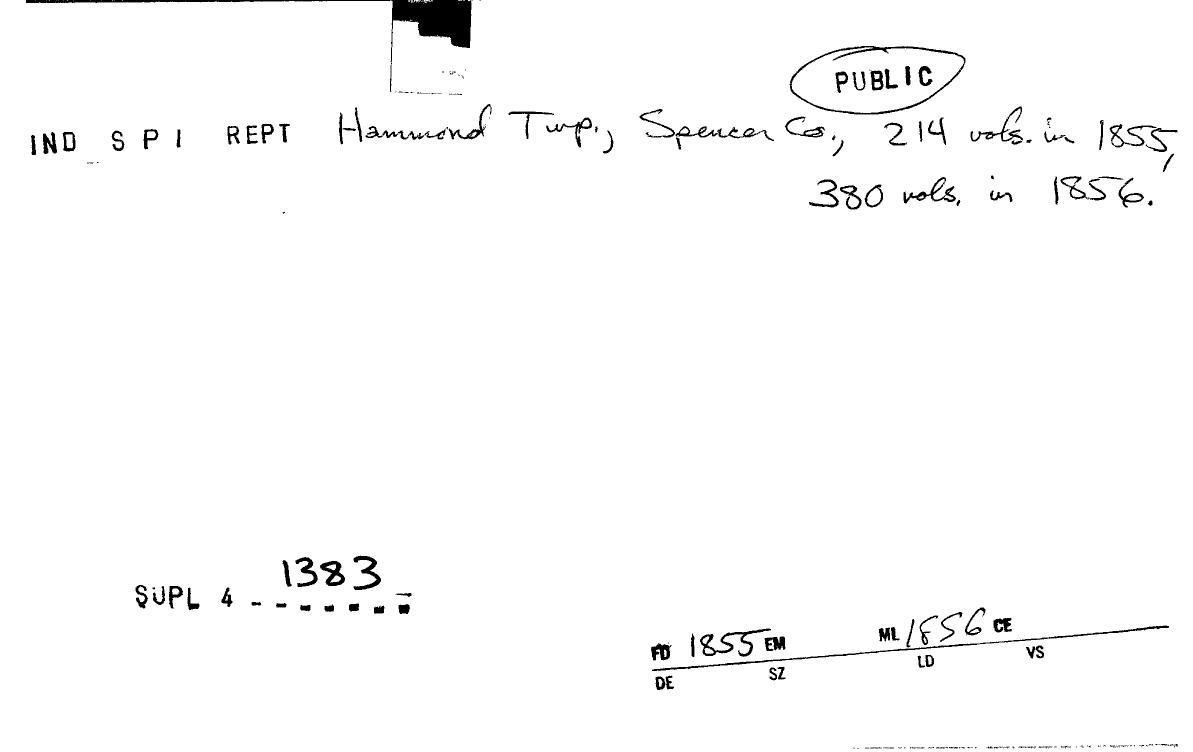 PUBLIC
IND S P I REPT Hammond Twp., Spencer Co., 214 vols. in 1855,
380 vols. in 1856.
SUPL 4 1383
FD 1855 EM ML 1856 CE
DE SZ LD VS